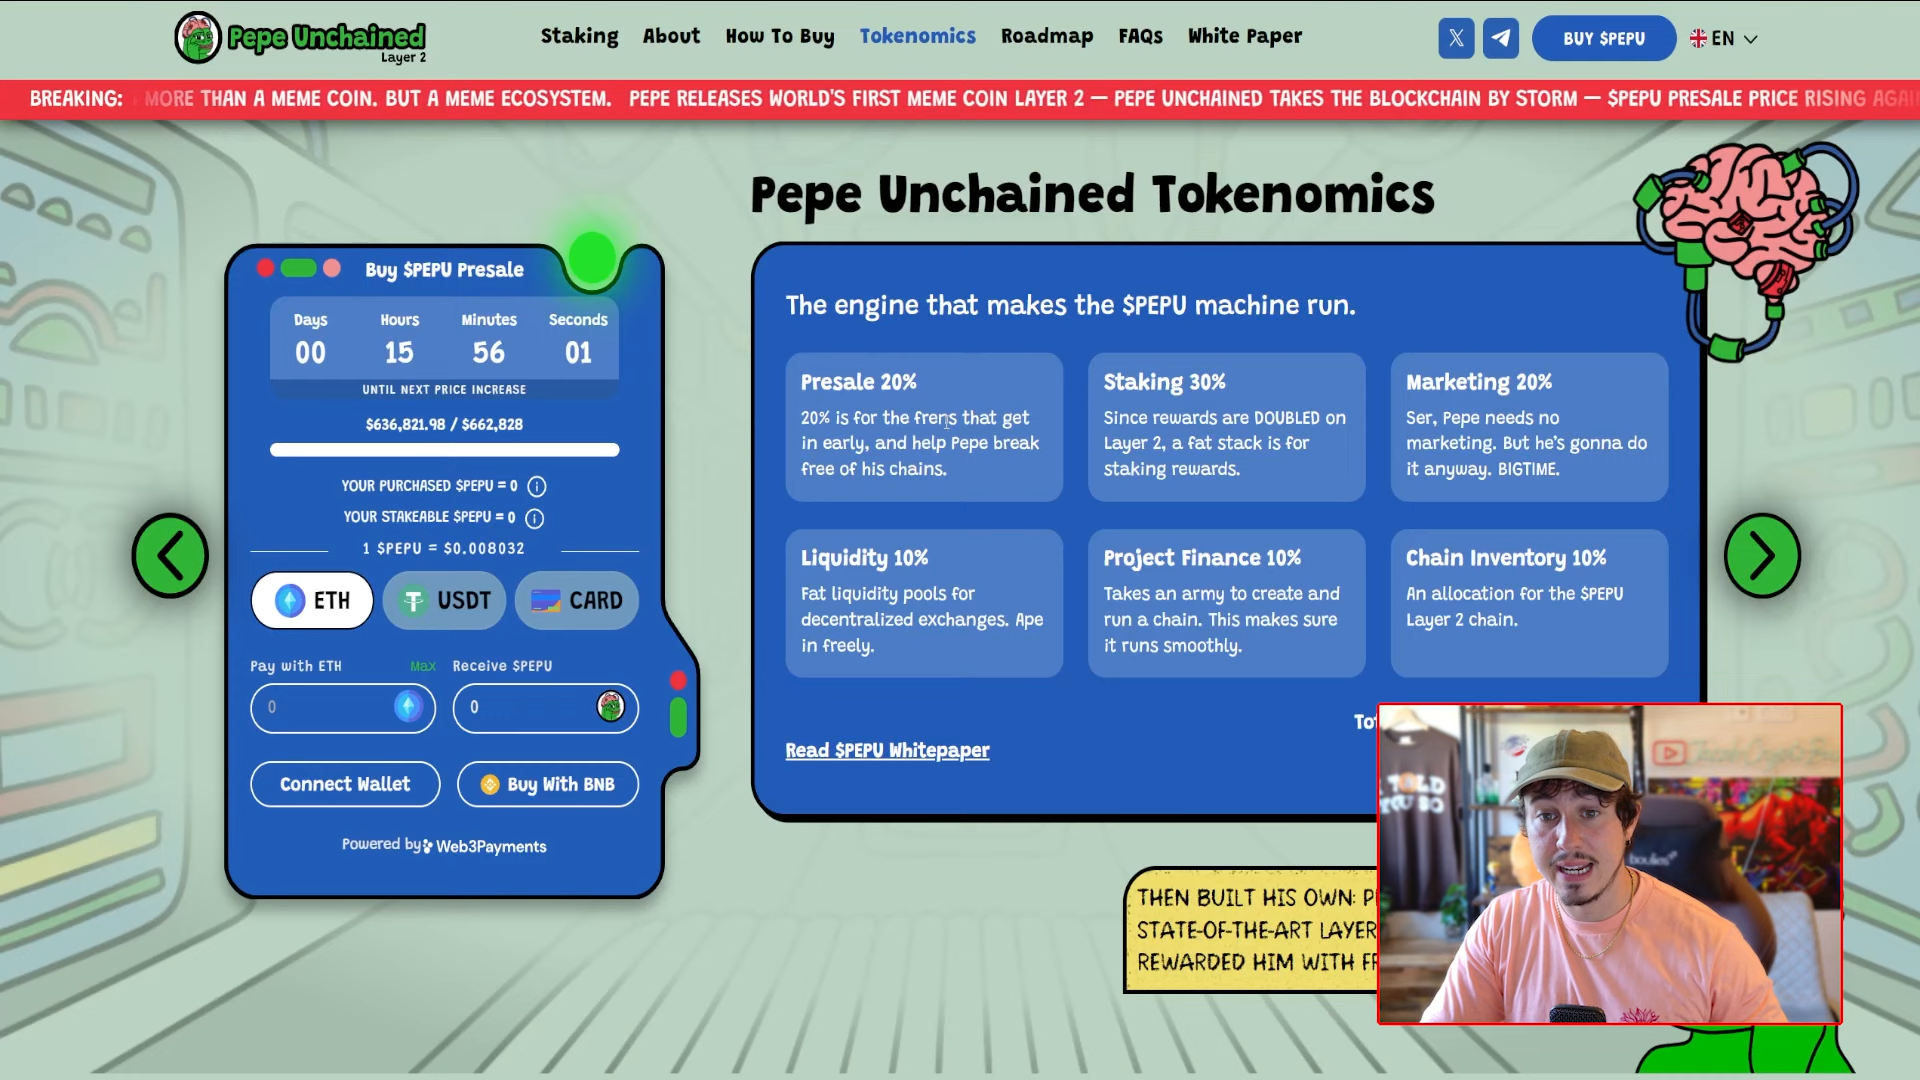 Pepe Unchained
Layer 2
Staking About How To Buy Tokenomics Roadmap FAQs White Paper
BUY $PEPU
EN
BREAKING: MORE THAN A MEME COIN. BUT A MEME ECOSYSTEM. PEPE RELEASES WORLD'S FIRST MEME COIN LAYER 2 — PEPE UNCHAINED TAKES THE BLOCKCHAIN BY STORM — $PEPU PRESALE PRICE RISING AGAI
Buy $PEPU Presale
Days Hours Minutes Seconds
00 15 56 01
UNTIL NEXT PRICE INCREASE
$636,821.98 / $662,828
YOUR PURCHASED $PEPU = 0
YOUR STAKEABLE $PEPU = 0
1 $PEPU = $0.008032
ETH USDT CARD
Pay with ETH Max Receive $PEPU
0 0
Connect Wallet Buy With BNB
Powered by Web3Payments
Pepe Unchained Tokenomics
The engine that makes the $PEPU machine run.
Presale 20%
20% is for the frens that get
in early, and help Pepe break
free of his chains.
Staking 30%
Since rewards are DOUBLED on
Layer 2, a fat stack is for
staking rewards.
Marketing 20%
Ser, Pepe needs no
marketing. But he's gonna do
it anyway. BIGTIME.
Liquidity 10%
Fat liquidity pools for
decentralized exchanges. Ape
in freely.
Project Finance 10%
Takes an army to create and
run a chain. This makes sure
it runs smoothly.
Chain Inventory 10%
An allocation for the $PEPU
Layer 2 chain.
Read $PEPU Whitepaper
THEN BUILT HIS OWN:
STATE-OF-THE-ART LAYER
REWARDED HIM WITH
TOLD
YOU SO